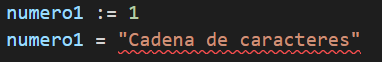 numero1 := 1
numero1 = "Cadena de caracteres"